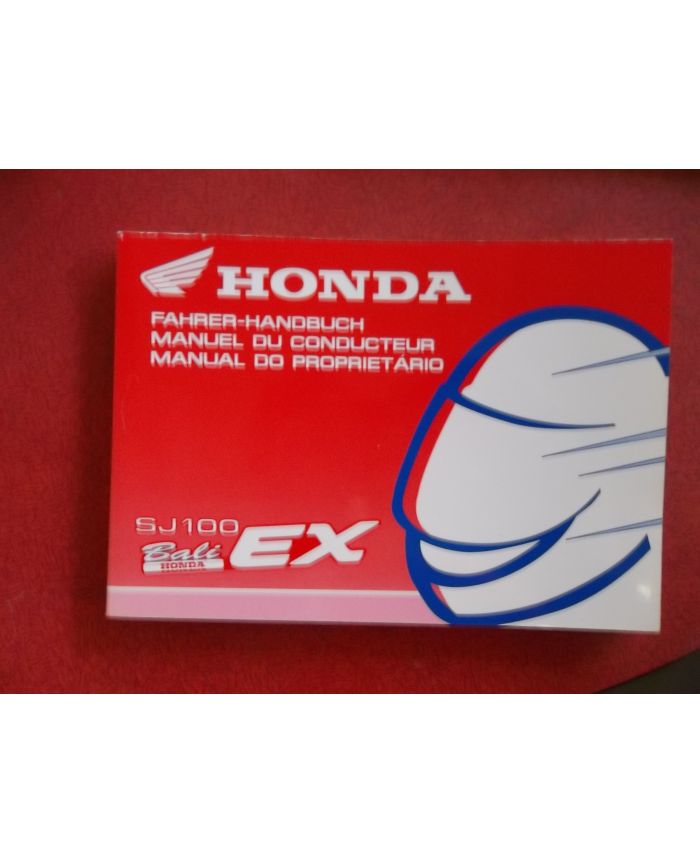 HONDA
FAHRER-HANDBUCH
MANUEL DU CONDUCTEUR
MANUAL DO PROPRIETÁRIO
SJ100
Bali EX
HONDA